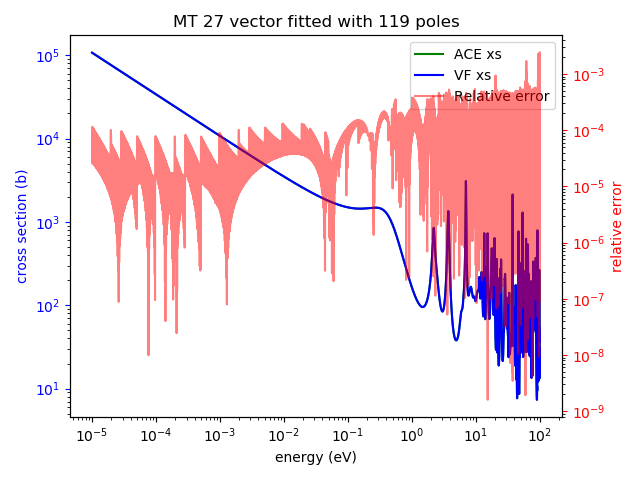 MT 27 vector fitted with 119 poles
ACE xs
VF xs
Relative error
cross section (b)
10^5
10^4
10^3
10^2
10^1
10^-3
10^-4
10^-5
10^-6
10^-7
10^-8
10^-9
relative error
10^-5 10^-4 10^-3 10^-2 10^-1 10^0 10^1 10^2
energy (eV)